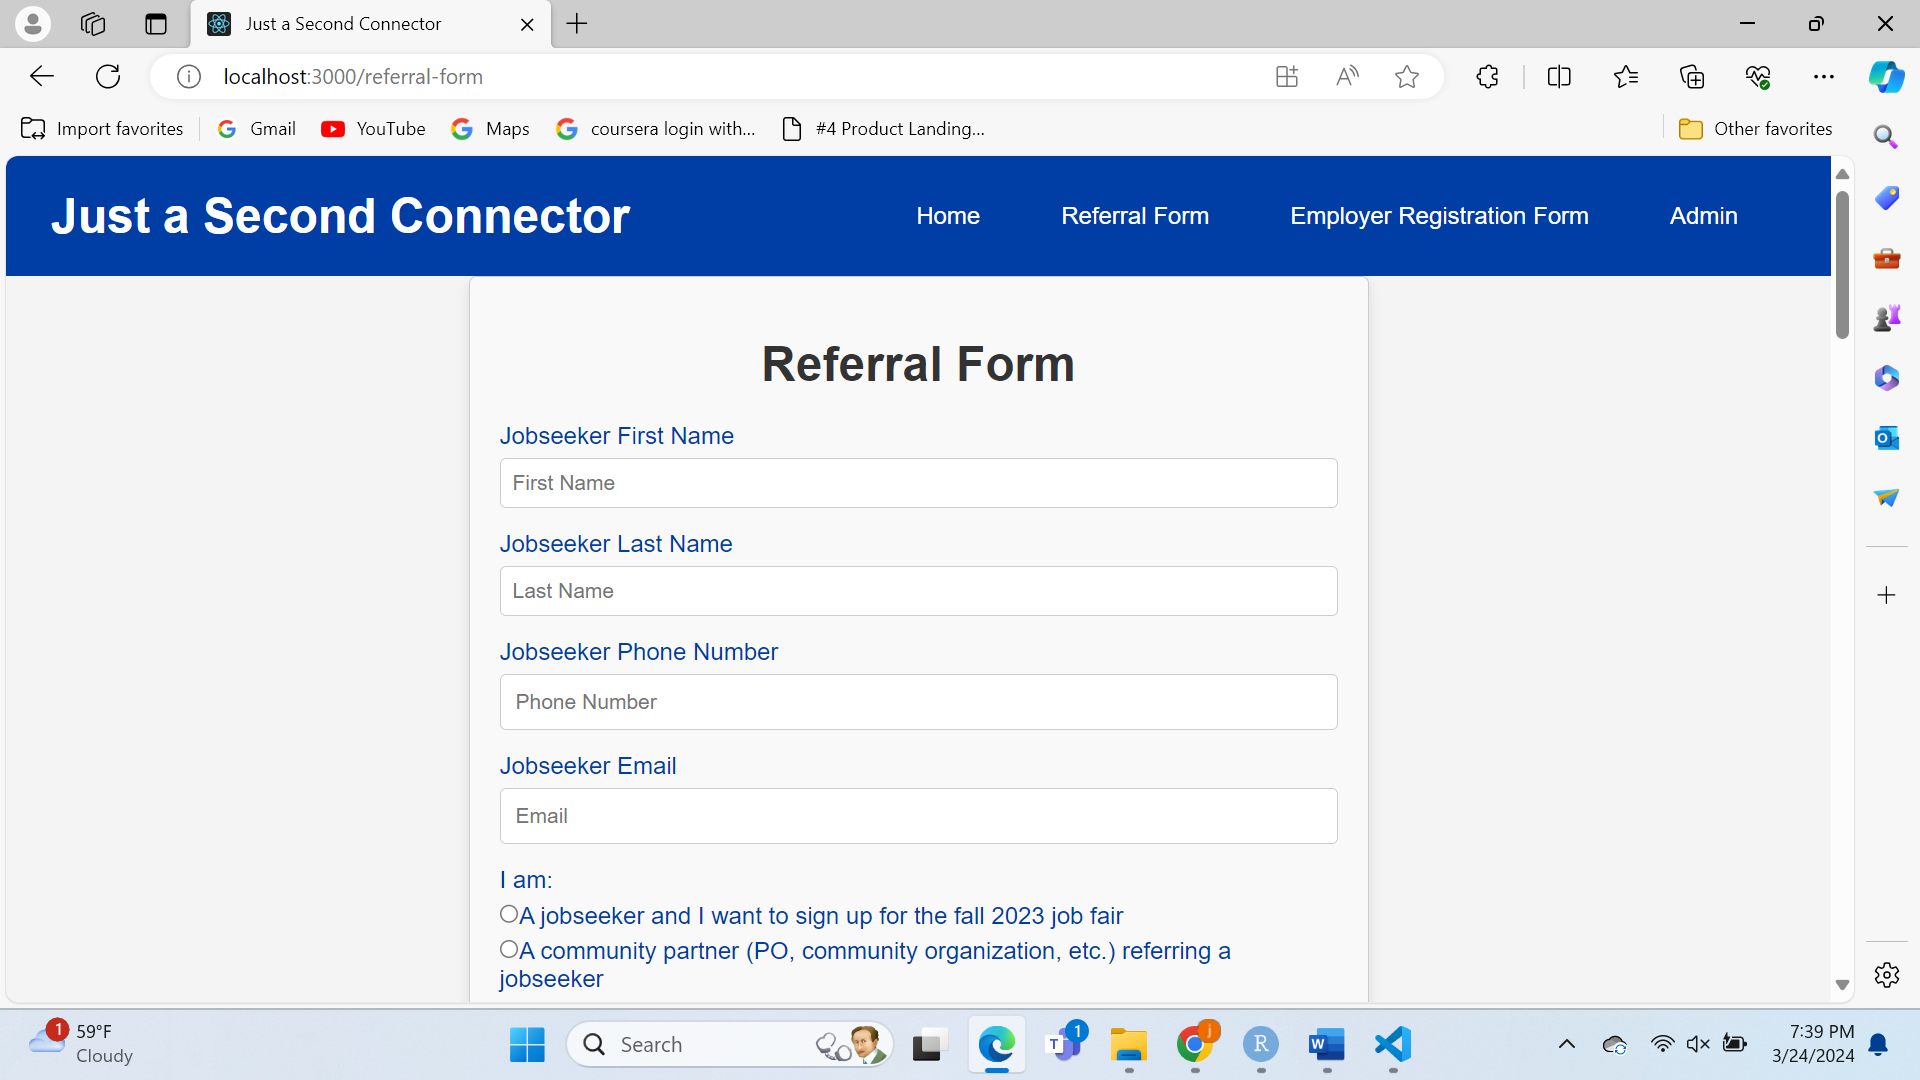 Just a Second Connector
localhost:3000/referral-form
Import favorites
Gmail
YouTube
Maps
coursera login with...
#4 Product Landing...
Other favorites
Just a Second Connector
Home
Referral Form
Employer Registration Form
Admin
Referral Form
Jobseeker First Name
First Name
Jobseeker Last Name
Last Name
Jobseeker Phone Number
Phone Number
Jobseeker Email
Email
I am:
A jobseeker and I want to sign up for the fall 2023 job fair
A community partner (PO, community organization, etc.) referring a
jobseeker
1
59°F
Cloudy
Search
T
1
j
R
W
7:39 PM
3/24/2024